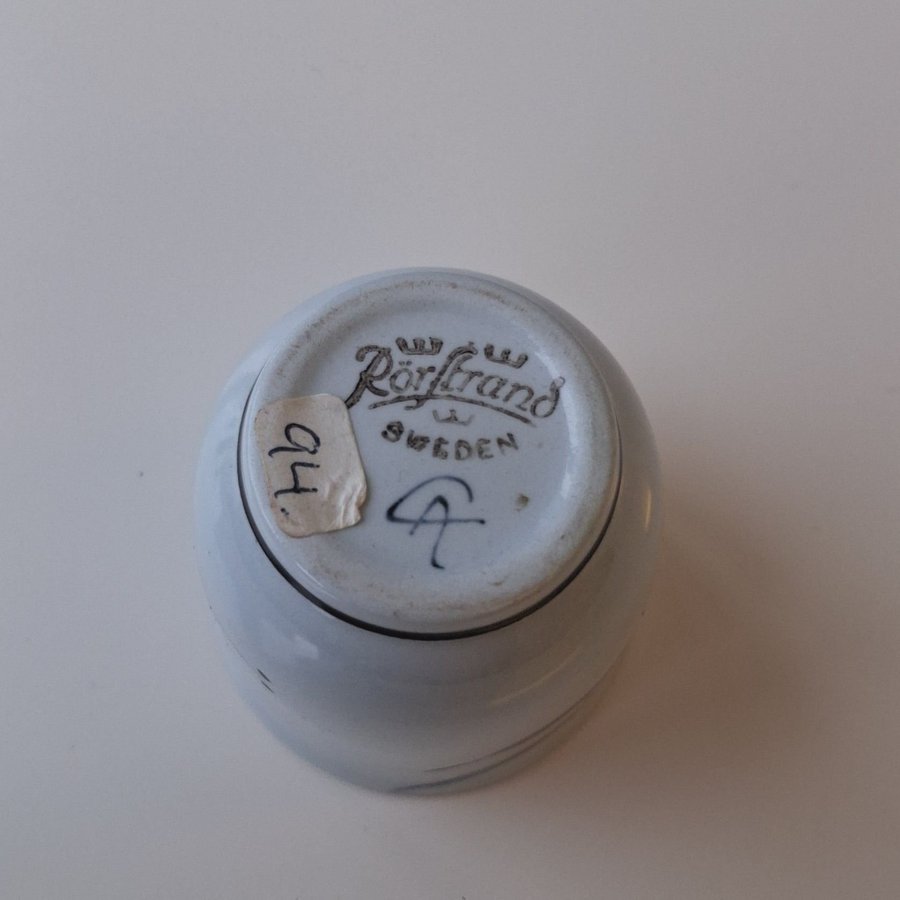 Rörstrand
SWEDEN
94.